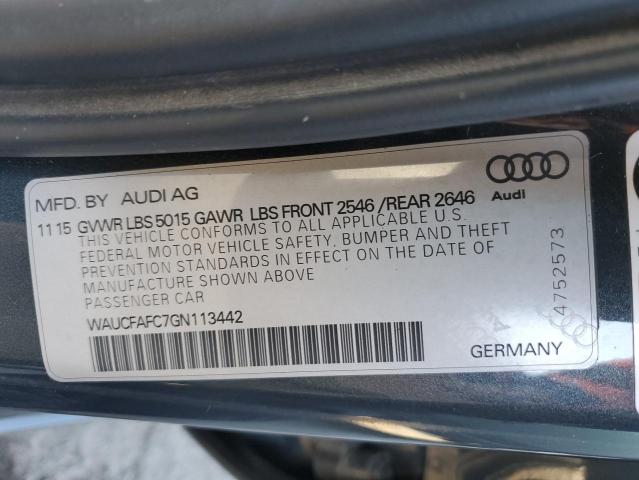 MFD. BY AUDI AG
Audi
11 15 GVWR LBS 5015 GAWR LBS FRONT 2546 /REAR 2646
THIS VEHICLE CONFORMS TO ALL APPLICABLE U.S.
FEDERAL MOTOR VEHICLE SAFETY, BUMPER AND THEFT
PREVENTION STANDARDS IN EFFECT ON THE DATE OF
MANUFACTURE SHOWN ABOVE
PASSENGER CAR
WAUCFAFC7GN113442
4752573
GERMANY